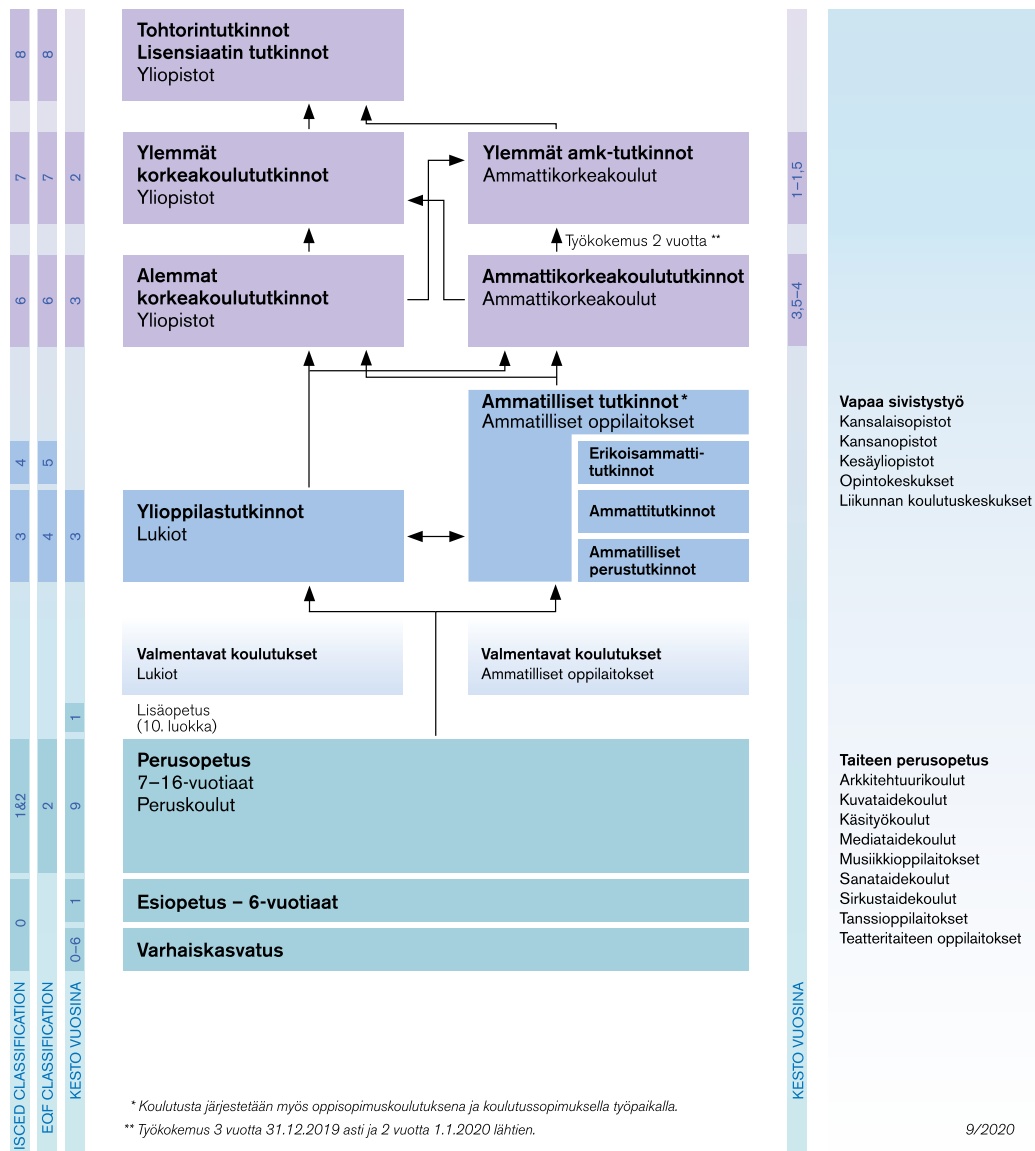 Tohtorintutkinnot
Lisensiaatin tutkinnot
Yliopistot
8
8
Ylemmät
korkeakoulututkinnot
Yliopistot
Ylemmät amk-tutkinnot
Ammattikorkeakoulut
7
7
2
1–1,5
Työkokemus 2 vuotta **
Alemmat
korkeakoulututkinnot
Yliopistot
Ammattikorkeakoulututkinnot
Ammattikorkeakoulut
6
6
3
3,5–4
Ammatilliset tutkinnot *
Ammatilliset oppilaitokset
Erikoisammatti-
tutkinnot
Ammattitutkinnot
Ammatilliset
perustutkinnot
4
5
Ylioppilastutkinnot
Lukiot
3
4
3
Valmentavat koulutukset
Lukiot
Valmentavat koulutukset
Ammatilliset oppilaitokset
Lisäopetus
(10. luokka)
1
Perusopetus
7–16-vuotiaat
Peruskoulut
1&2
2
9
Esiopetus – 6-vuotiaat
0
1
Varhaiskasvatus
0–6
ISCED CLASSIFICATION
EQF CLASSIFICATION
KESTO VUOSINA
KESTO VUOSINA
Vapaa sivistystyö
Kansalaisopistot
Kansanopistot
Kesäyliopistot
Opintokeskukset
Liikunnan koulutuskeskukset
Taiteen perusopetus
Arkkitehtuurikoulut
Kuvataidekoulut
Käsityökoulut
Mediataidekoulut
Musiikkioppilaitokset
Sanataidekoulut
Sirkustaidekoulut
Tanssioppilaitokset
Teatteritaiteen oppilaitokset
* Koulutusta järjestetään myös oppisopimuskoulutuksena ja koulutussopimuksella työpaikalla.
** Työkokemus 3 vuotta 31.12.2019 asti ja 2 vuotta 1.1.2020 lähtien.
9/2020